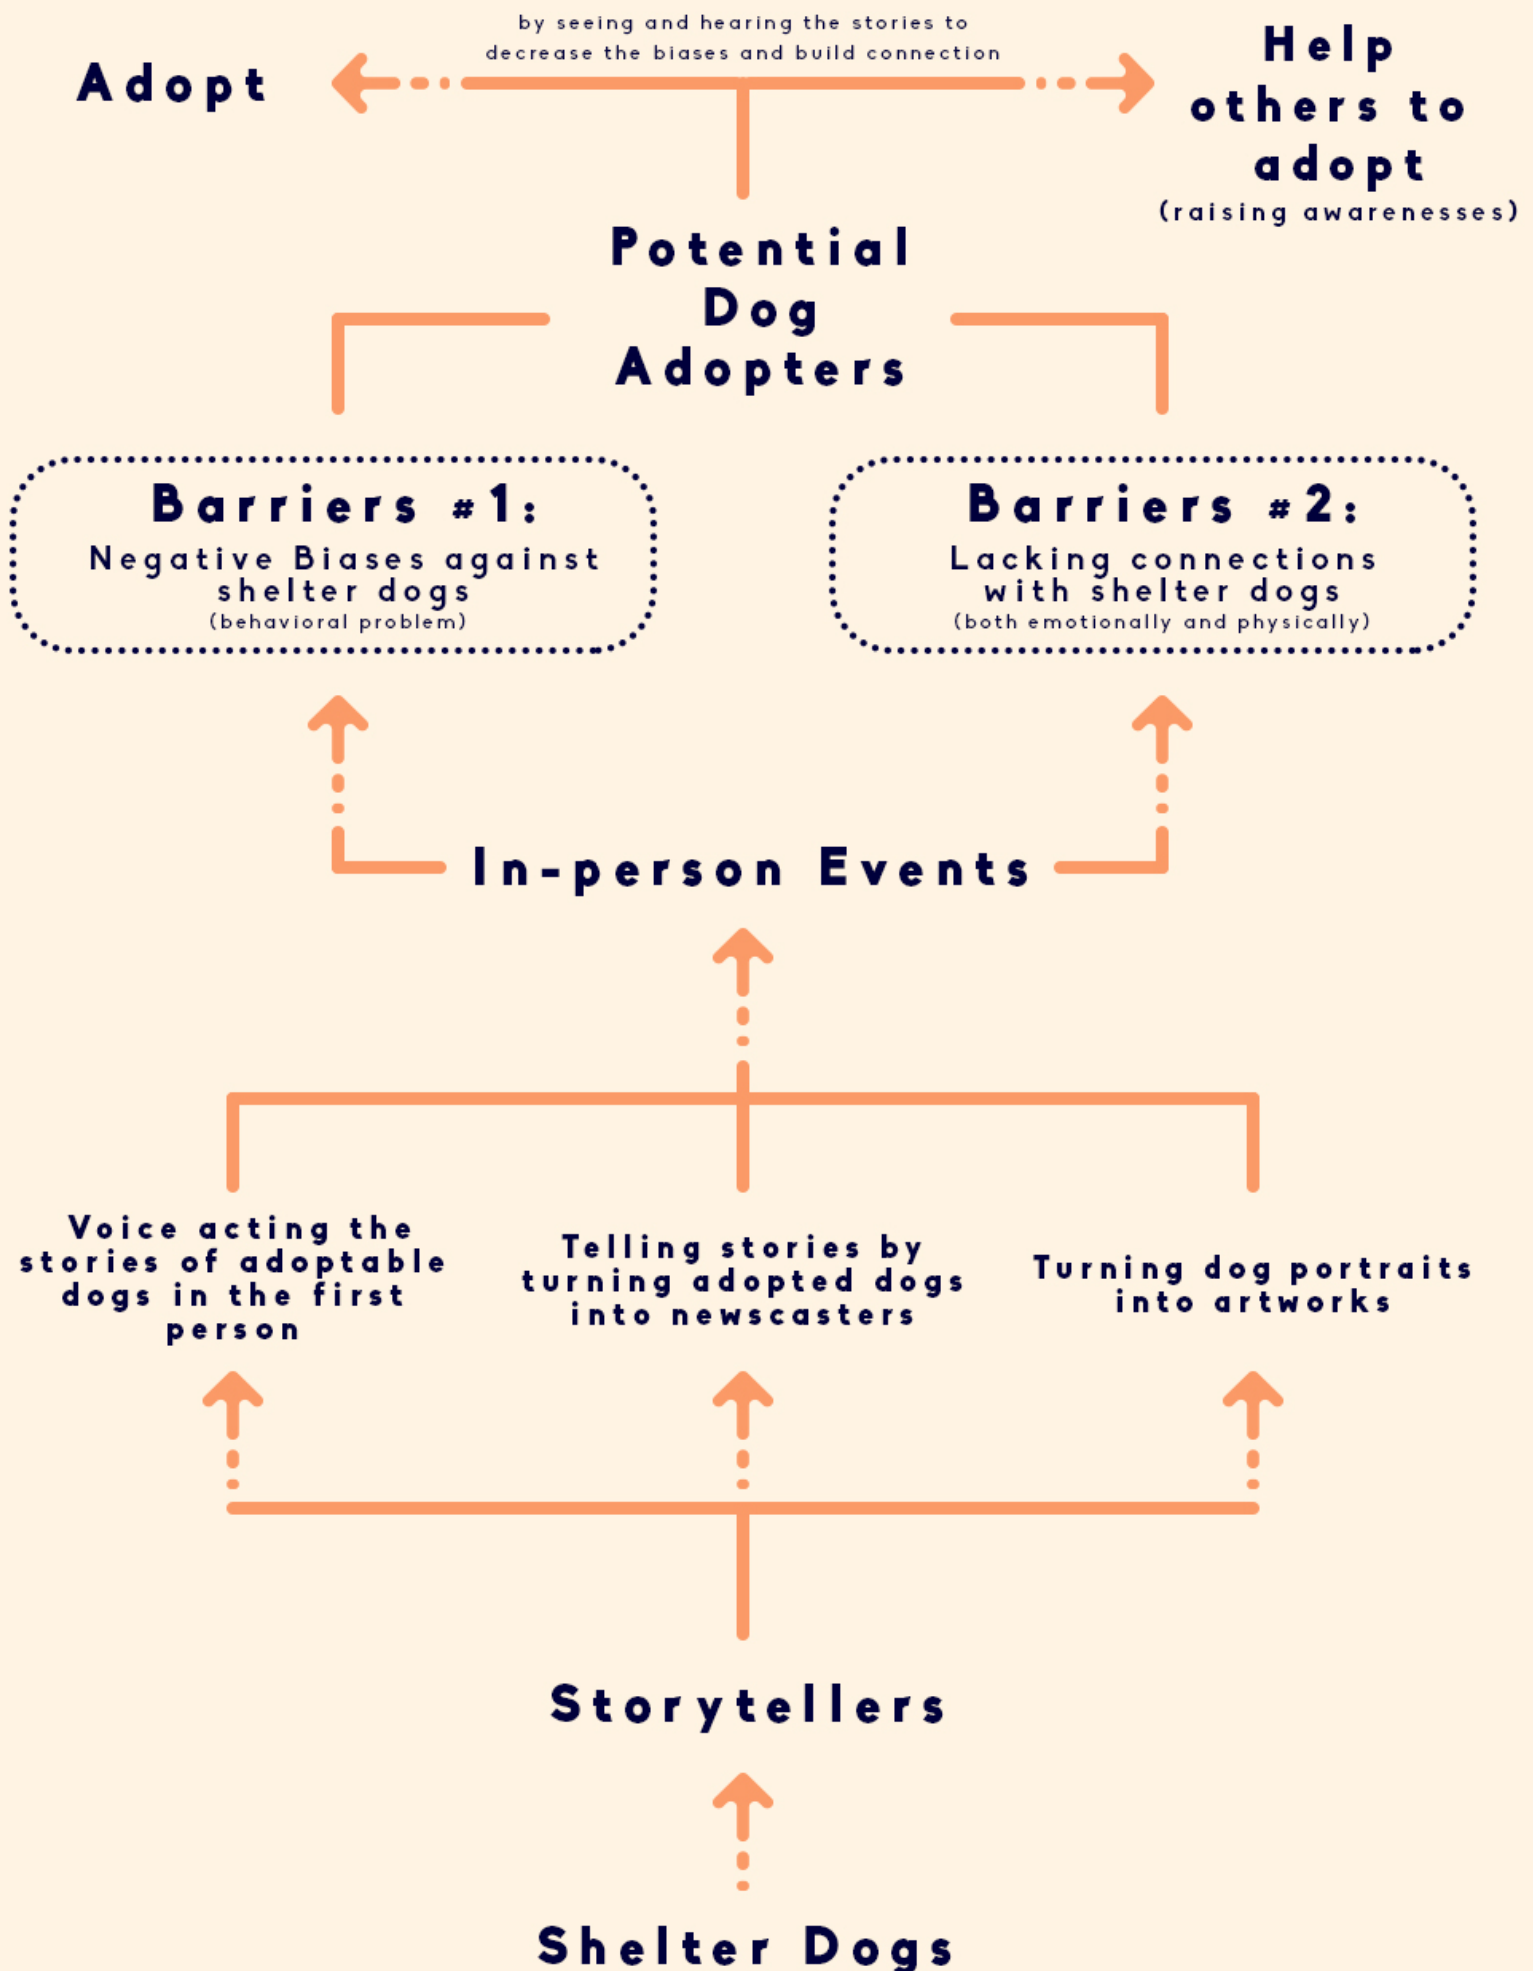 by seeing and hearing the stories to
decrease the biases and build connection
Adopt
Help
others to
adopt
(raising awarenesses)
Potential
Dog
Adopters
Barriers #1:
Negative Biases against
shelter dogs
(behavioral problem)
Barriers #2:
Lacking connections
with shelter dogs
(both emotionally and physically)
In-person Events
Voice acting the
stories of adoptable
dogs in the first
person
Telling stories by
turning adopted dogs
into newscasters
Turning dog portraits
into artworks
Storytellers
Shelter Dogs